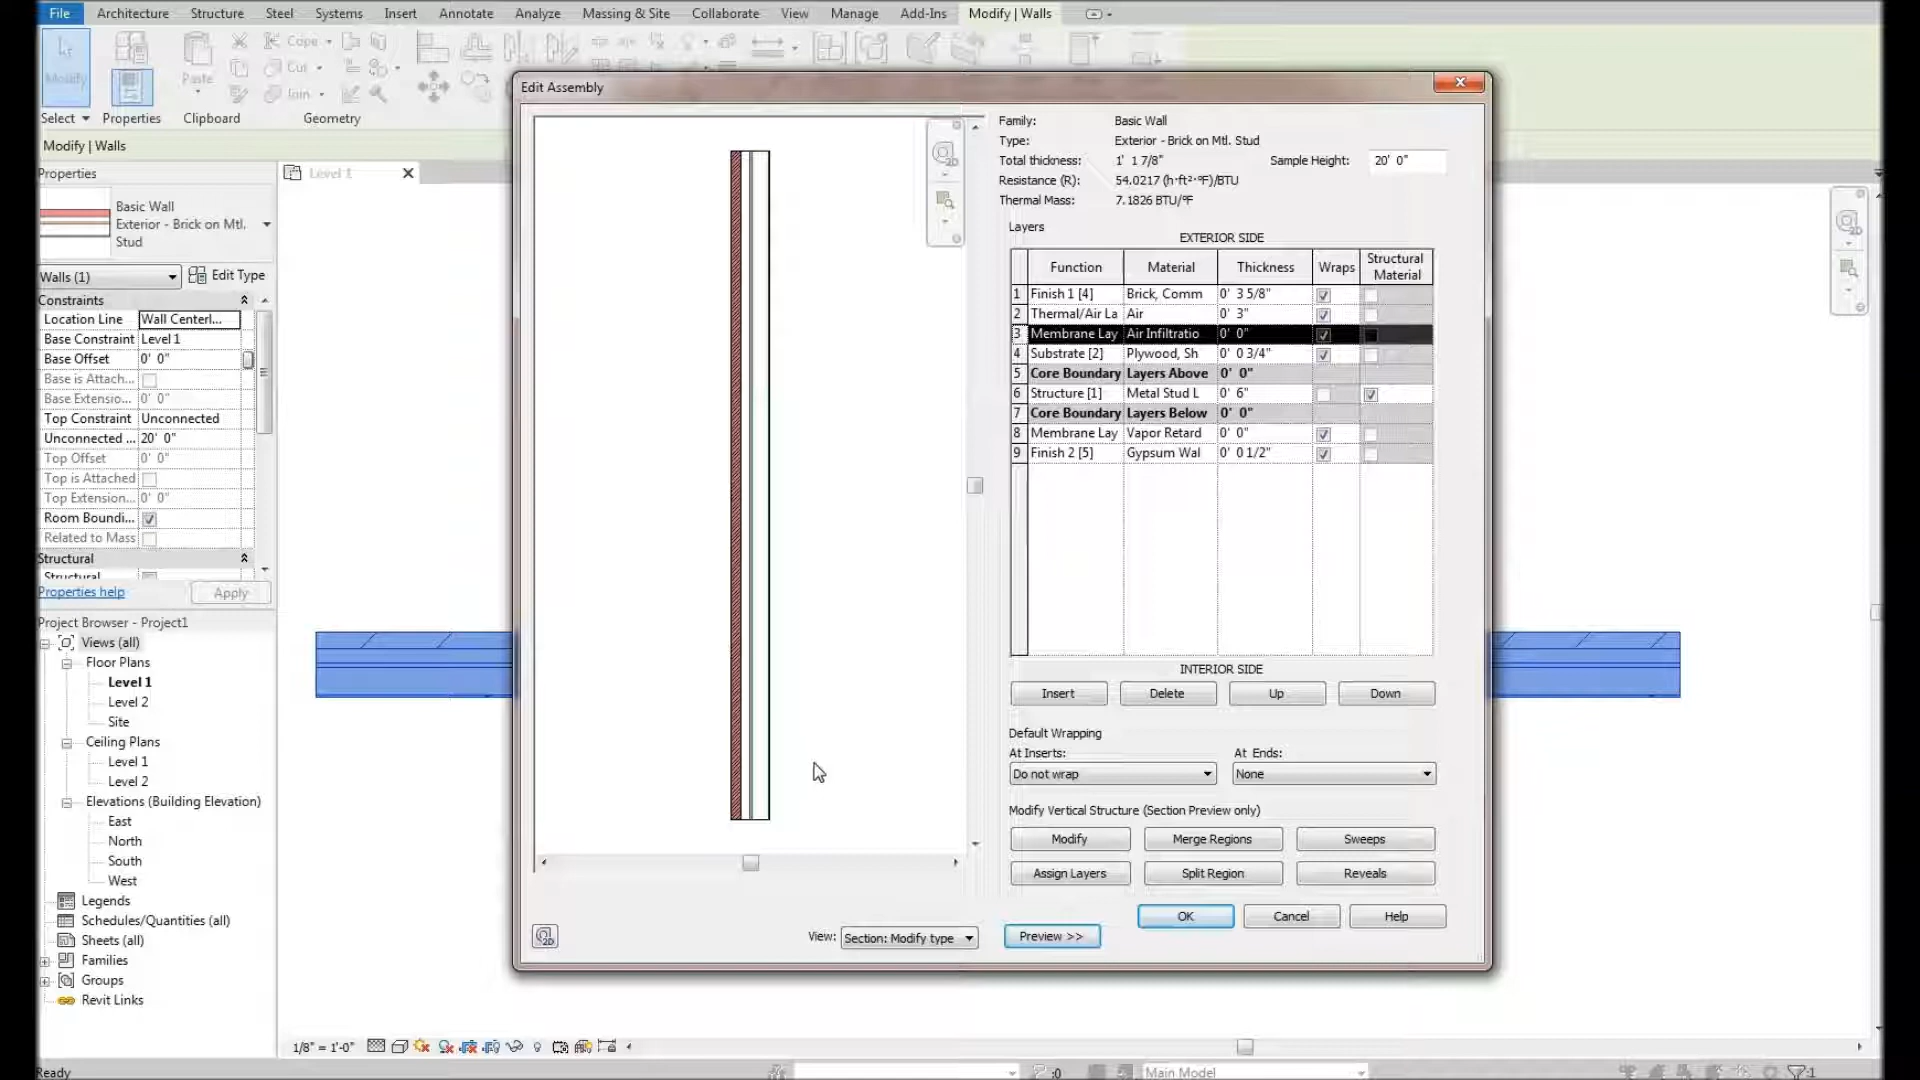 File Architecture Structure Steel Systems Insert Annotate Analyze Massing & Site Collaborate View Manage Add-Ins Modify | Walls
Modify Paste Cope
Cut
Join
Select Properties Clipboard Geometry
Modify | Walls
Properties
Basic Wall
Exterior - Brick on Mtl.
Stud
Walls (1) Edit Type
Constraints
Location Line Wall Centerl...
Base Constraint Level 1
Base Offset 0' 0"
Base is Attach...
Base Extensio... 0' 0"
Top Constraint Unconnected
Unconnected ... 20' 0"
Top Offset 0' 0"
Top is Attached
Top Extension... 0' 0"
Room Boundi...
Related to Mass
Structural
Structural
Properties help Apply
Project Browser - Project1
Views (all)
Floor Plans
Level 1
Level 2
Site
Ceiling Plans
Level 1
Level 2
Elevations (Building Elevation)
East
North
South
West
Legends
Schedules/Quantities (all)
Sheets (all)
Families
Groups
Revit Links
Level 1
Edit Assembly
2D
Family: Basic Wall
Type: Exterior - Brick on Mtl. Stud
Total thickness: 1' 1 7/8" Sample Height: 20' 0"
Resistance (R): 54.0217 (h·ft²·°F)/BTU
Thermal Mass: 7.1826 BTU/°F
Layers
EXTERIOR SIDE
Function Material Thickness Wraps Structural Material
1 Finish 1 [4] Brick, Comm 0' 3 5/8"
2 Thermal/Air La Air 0' 3"
3 Membrane Lay Air Infiltratio 0' 0"
4 Substrate [2] Plywood, Sh 0' 0 3/4"
5 Core Boundary Layers Above 0' 0"
6 Structure [1] Metal Stud L 0' 6"
7 Core Boundary Layers Below 0' 0"
8 Membrane Lay Vapor Retard 0' 0"
9 Finish 2 [5] Gypsum Wal 0' 0 1/2"
INTERIOR SIDE
Insert Delete Up Down
Default Wrapping
At Inserts: At Ends:
Do not wrap None
Modify Vertical Structure (Section Preview only)
Modify Merge Regions Sweeps
Assign Layers Split Region Reveals
OK Cancel Help
View: Section: Modify type Preview >>
2D
2D
1/8" = 1'-0"
Ready :0 Main Model :1